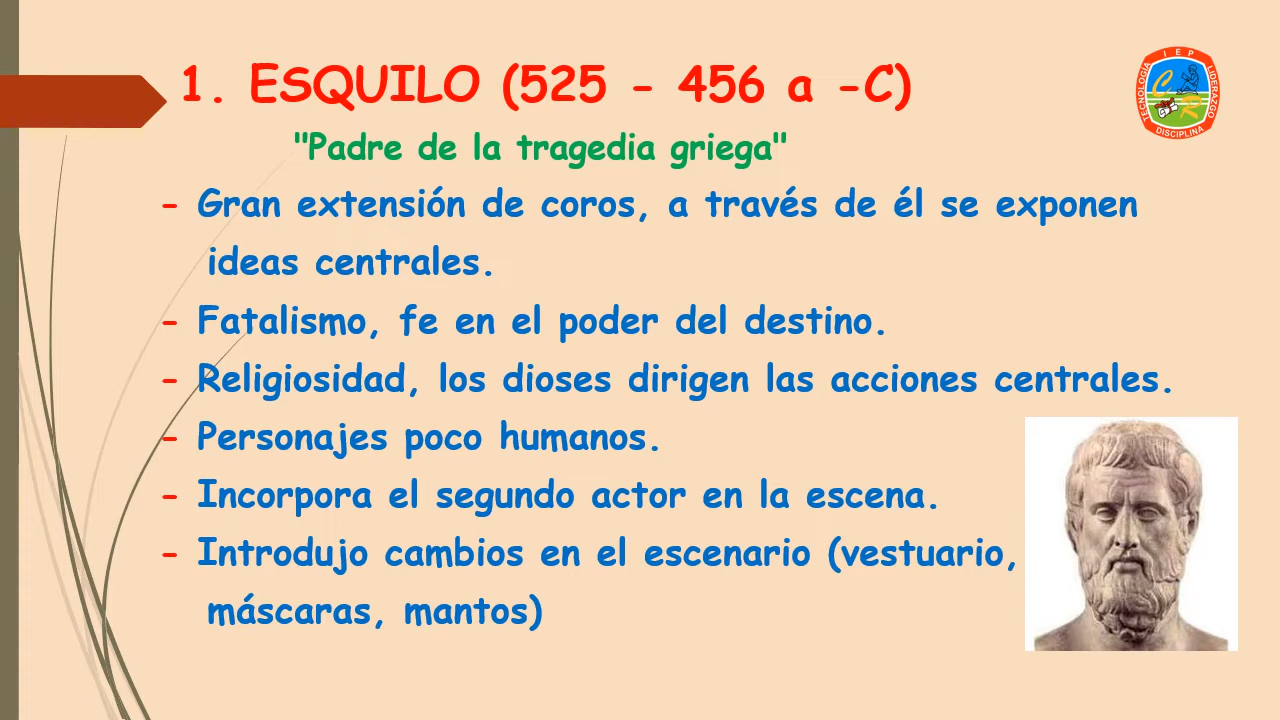 1. ESQUILO (525 - 456 a -C)
"Padre de la tragedia griega"
- Gran extensión de coros, a través de él se exponen
ideas centrales.
- Fatalismo, fe en el poder del destino.
- Religiosidad, los dioses dirigen las acciones centrales.
- Personajes poco humanos.
- Incorpora el segundo actor en la escena.
- Introdujo cambios en el escenario (vestuario,
máscaras, mantos)
I E P
TECNOLOGÍA
LIDERAZGO
DISCIPLINA
C R